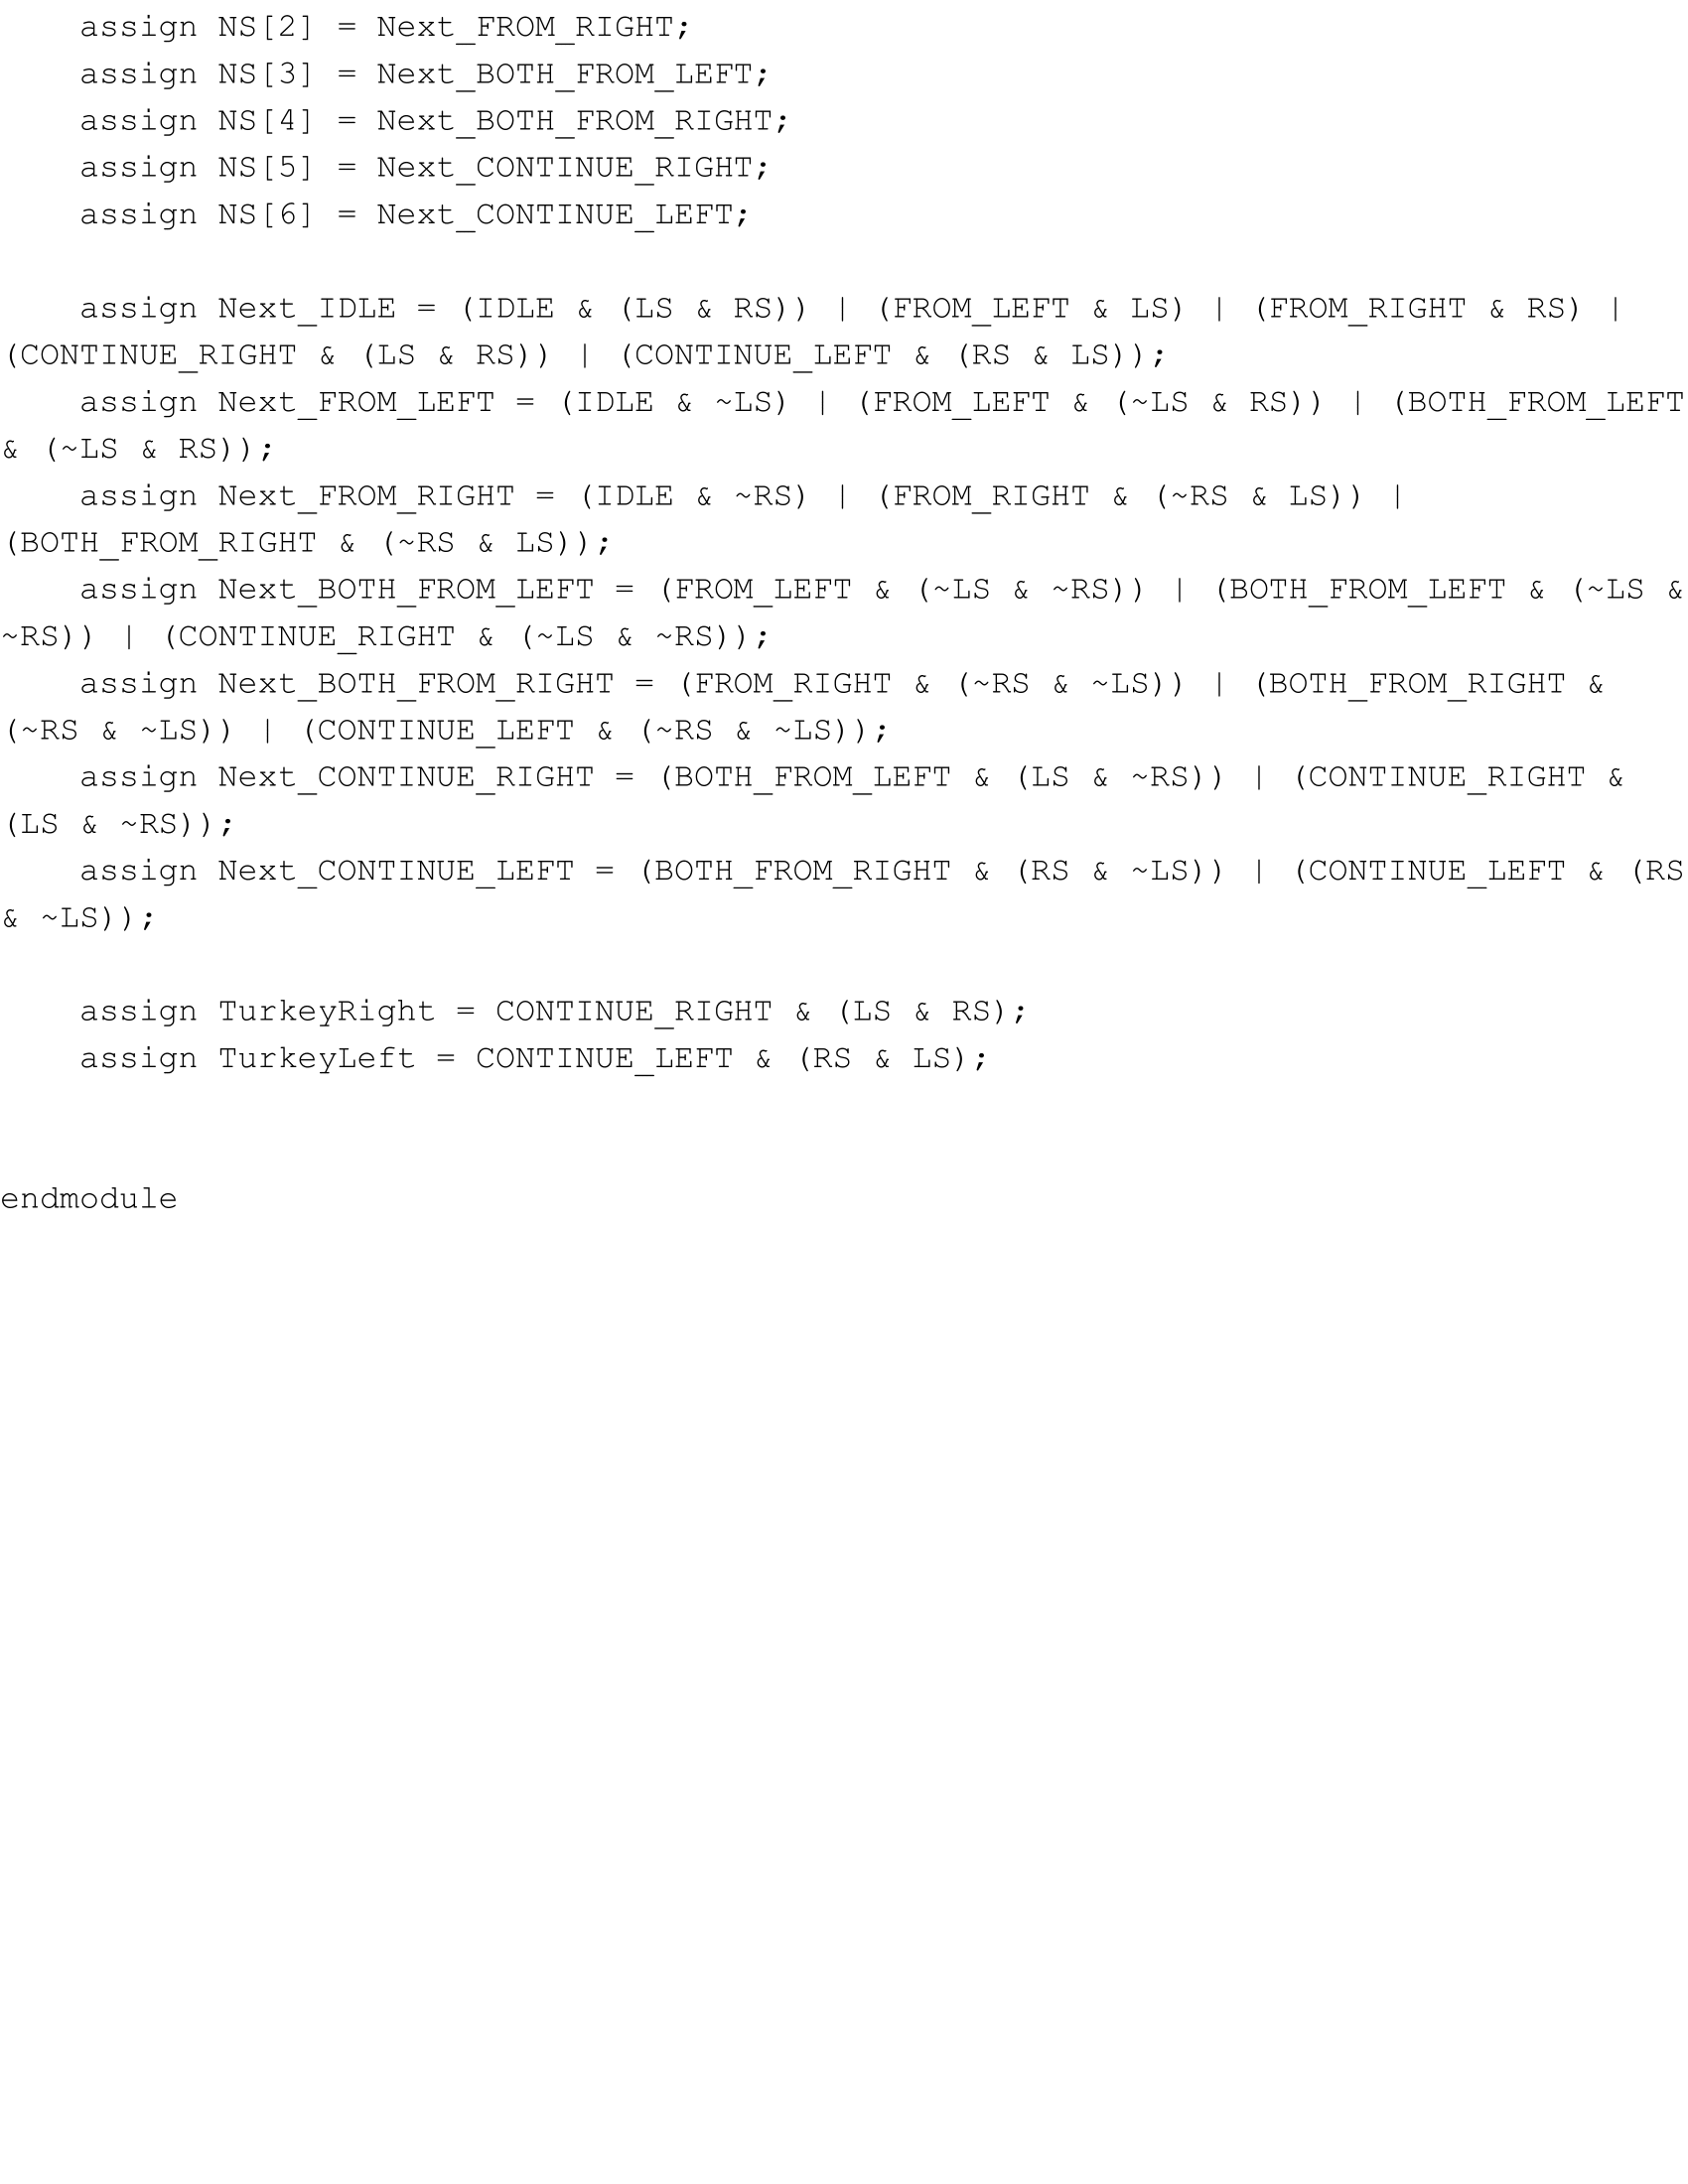 assign NS[2] = Next_FROM_RIGHT;
assign NS[3] = Next_BOTH_FROM_LEFT;
assign NS[4] = Next_BOTH_FROM_RIGHT;
assign NS[5] = Next_CONTINUE_RIGHT;
assign NS[6] = Next_CONTINUE_LEFT;
assign Next_IDLE = (IDLE & (LS & RS)) | (FROM_LEFT & LS) | (FROM_RIGHT & RS) |
(CONTINUE_RIGHT & (LS & RS)) | (CONTINUE_LEFT & (RS & LS));
assign Next_FROM_LEFT = (IDLE & ~LS) | (FROM_LEFT & (~LS & RS)) | (BOTH_FROM_LEFT
& (~LS & RS));
assign Next_FROM_RIGHT = (IDLE & ~RS) | (FROM_RIGHT & (~RS & LS)) |
(BOTH_FROM_RIGHT & (~RS & LS));
assign Next_BOTH_FROM_LEFT = (FROM_LEFT & (~LS & ~RS)) | (BOTH_FROM_LEFT & (~LS &
~RS)) | (CONTINUE_RIGHT & (~LS & ~RS));
assign Next_BOTH_FROM_RIGHT = (FROM_RIGHT & (~RS & ~LS)) | (BOTH_FROM_RIGHT &
(~RS & ~LS)) | (CONTINUE_LEFT & (~RS & ~LS));
assign Next_CONTINUE_RIGHT = (BOTH_FROM_LEFT & (LS & ~RS)) | (CONTINUE_RIGHT &
(LS & ~RS));
assign Next_CONTINUE_LEFT = (BOTH_FROM_RIGHT & (RS & ~LS)) | (CONTINUE_LEFT & (RS
& ~LS));
assign TurkeyRight = CONTINUE_RIGHT & (LS & RS);
assign TurkeyLeft = CONTINUE_LEFT & (RS & LS);
endmodule